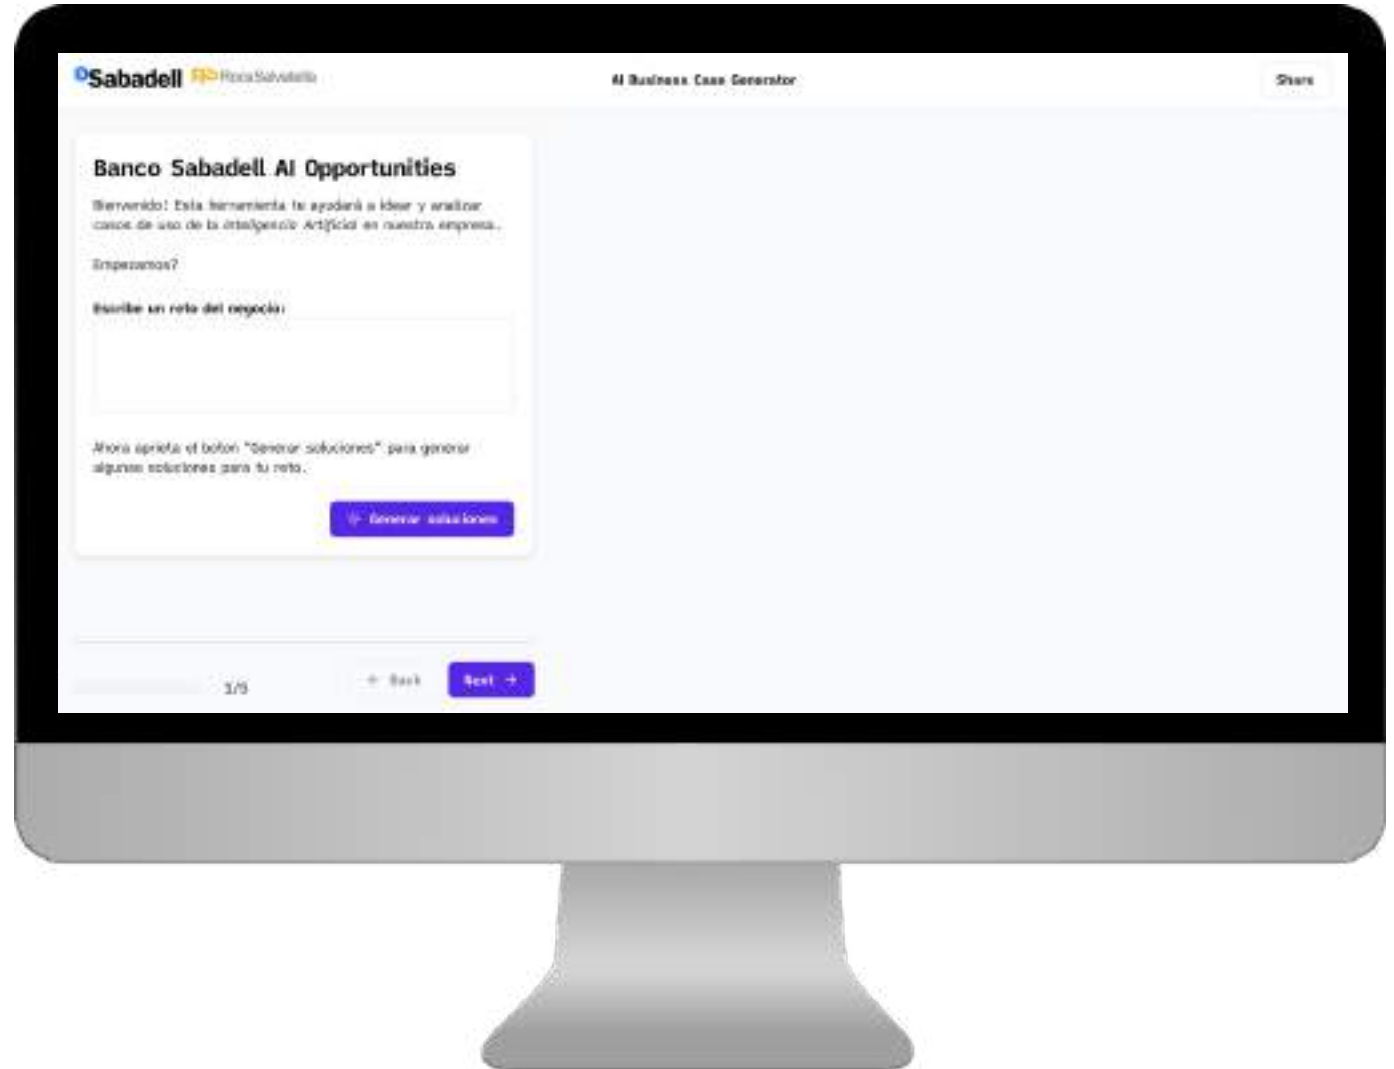 Sabadell RocaSalvatella
AI Business Case Generator
Share
Banco Sabadell AI Opportunities
Bienvenido! Esta herramienta te ayudará a idear y analizar
casos de uso de la Inteligencia Artificial en nuestra empresa.
Empezamos?
Escribe un reto del negocio:
Ahora aprieta el boton "Generar soluciones" para generar
algunas soluciones para tu reto.
Generar soluciones
← Back
Next →